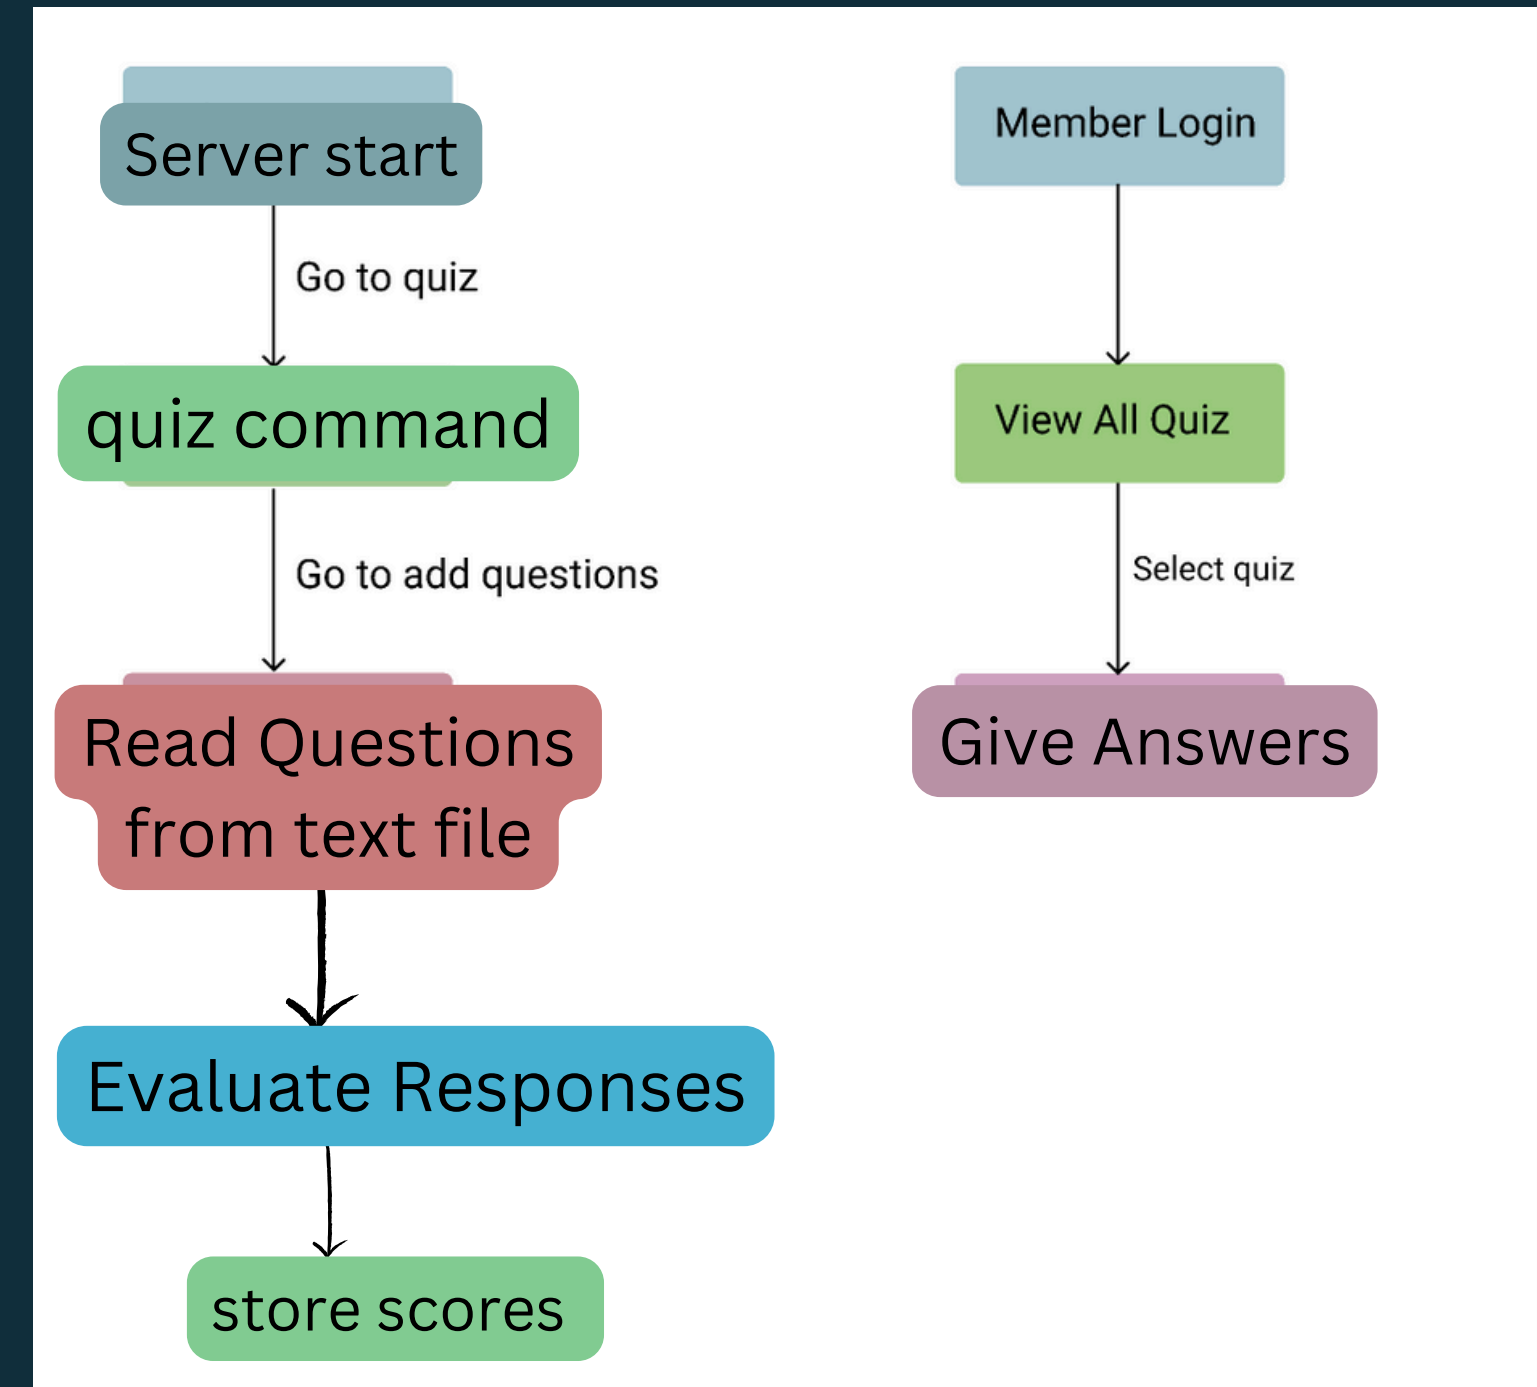 Server start
Go to quiz
quiz command
Go to add questions
Read Questions
from text file
Evaluate Responses
store scores
Member Login
View All Quiz
Select quiz
Give Answers